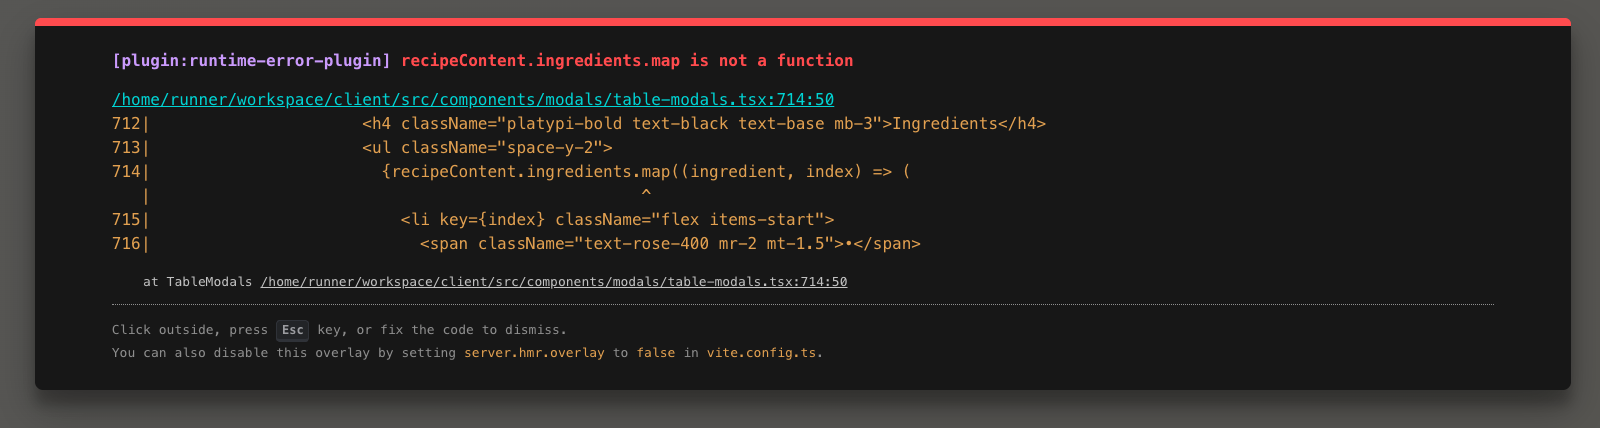 [plugin:runtime-error-plugin] recipeContent.ingredients.map is not a function
/home/runner/workspace/client/src/components/modals/table-modals.tsx:714:50
712|                      <h4 className="platypi-bold text-black text-base mb-3">Ingredients</h4>
713|                      <ul className="space-y-2">
714|                        {recipeContent.ingredients.map((ingredient, index) => (
   |                                                   ^
715|                          <li key={index} className="flex items-start">
716|                            <span className="text-rose-400 mr-2 mt-1.5">•</span>
at TableModals /home/runner/workspace/client/src/components/modals/table-modals.tsx:714:50
Click outside, press Esc key, or fix the code to dismiss.
You can also disable this overlay by setting server.hmr.overlay to false in vite.config.ts.